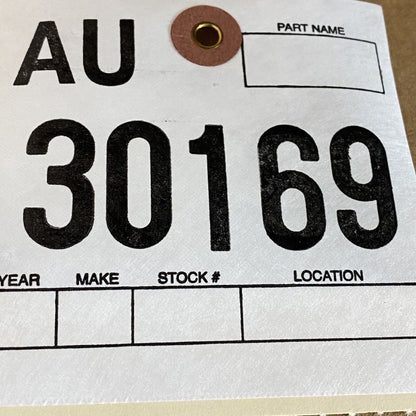 AU
PART NAME
30169
YEAR MAKE STOCK # LOCATION